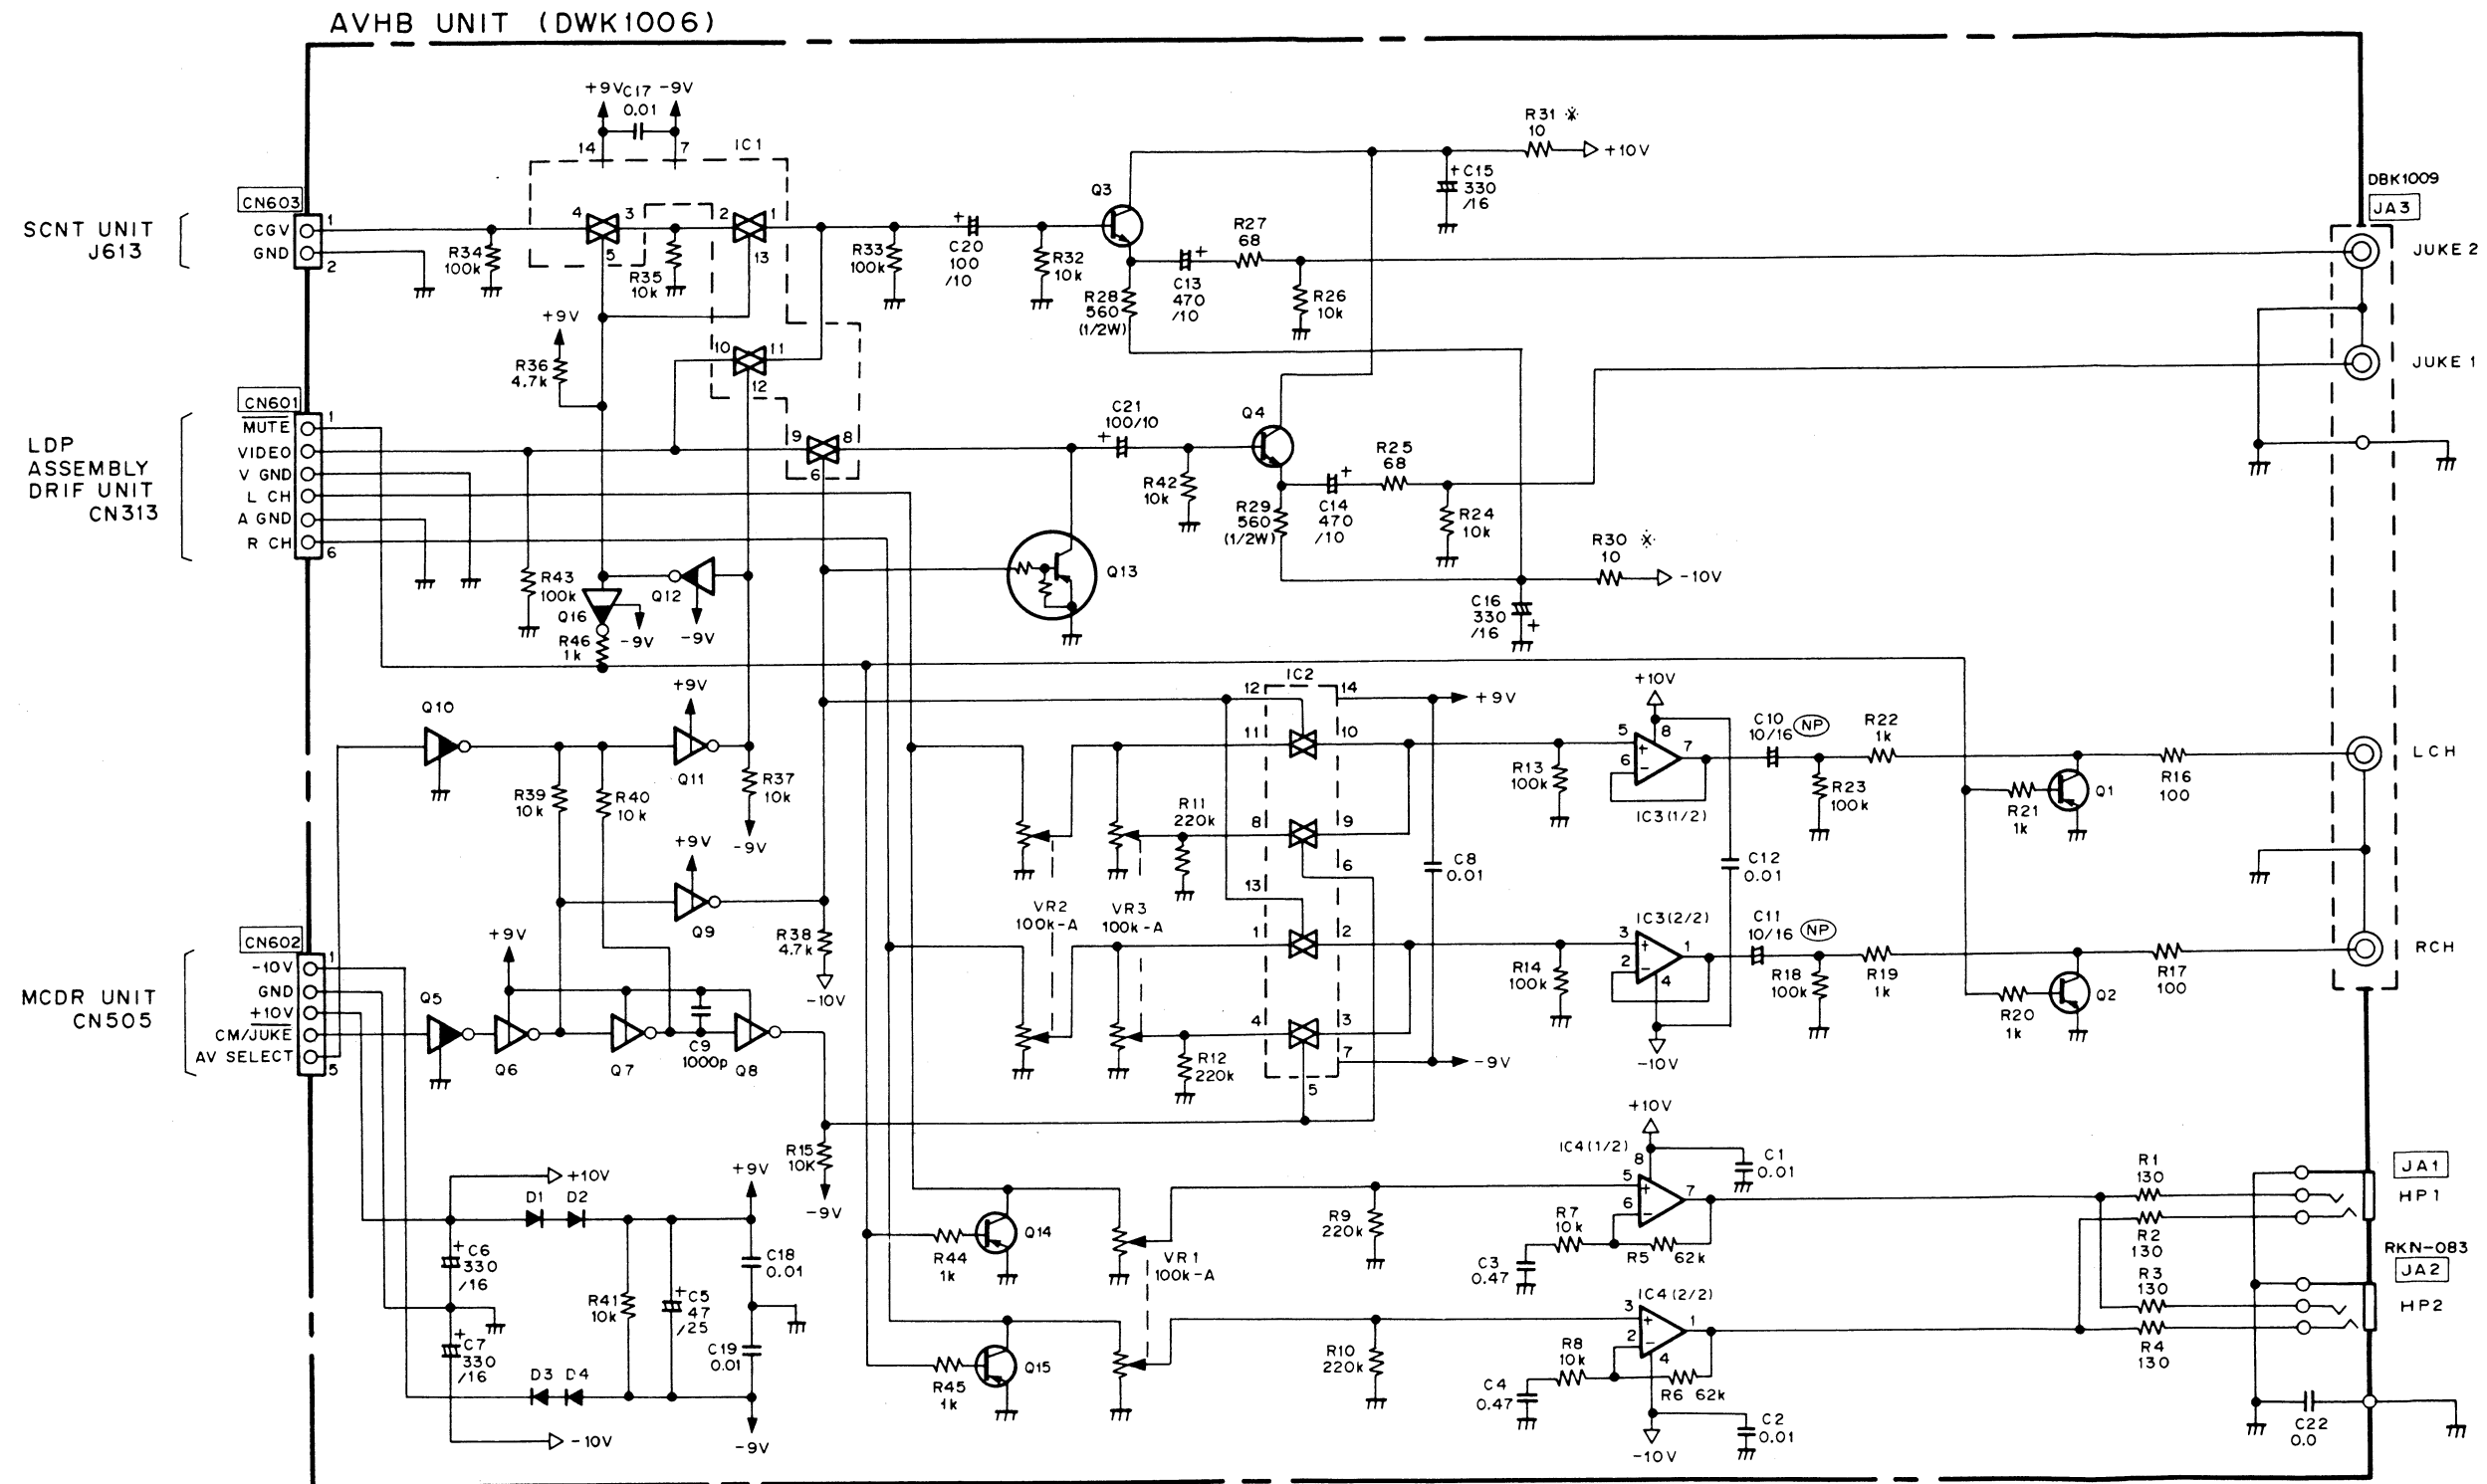 AVHB UNIT (DWK1006)
+9V
C17
0.01
-9V
14
7
IC1
R31 ※
10
+10V
+ C15
330
/16
DBK1009
JA3
SCNT UNIT
J613
CN603
CGV
GND
1
2
R34
100k
4
3
5
R35
10k
2
1
13
R33
100k
+
C20
100
/10
R32
10k
Q3
R28
560
(1/2W)
+
C13
470
/10
R27
68
R26
10k
JUKE 2
+9V
R36
4.7k
10
11
12
JUKE 1
LDP
ASSEMBLY
DRIF UNIT
CN313
CN601
MUTE
VIDEO
V GND
L CH
A GND
R CH
1
6
9
8
6
C21
100/10
+
R42
10k
Q4
R29
560
(1/2W)
+
C14
470
/10
R25
68
R24
10k
R43
100k
Q16
-9V
R46
1k
Q12
-9V
Q13
R30 ※
10
-10V
C16
330
/16
+
Q10
+9V
Q11
R37
10k
-9V
R39
10k
R40
10k
+9V
Q9
R38
4.7k
-10V
IC2
12
14
+9V
11
10
8
9
6
13
1
2
4
3
7
5
-9V
R11
220k
VR2
100k-A
VR3
100k-A
R12
220k
C8
0.01
R13
100k
5
6
7
8
+
-
+10V
IC3(1/2)
C10
10/16
NP
R23
100k
R22
1k
R21
1k
Q1
R16
100
L CH
C12
0.01
R14
100k
IC3(2/2)
3
2
1
4
+
-
-10V
C11
10/16
NP
R18
100k
R19
1k
R20
1k
Q2
R17
100
RCH
MCDR UNIT
CN505
CN602
-10V
GND
+10V
CM/JUKE
AV SELECT
1
5
Q5
+9V
Q6
Q7
C9
1000p
Q8
R15
10K
-9V
+10V
D1
D2
+ C6
330
/16
+
C7
330
/16
R41
10k
+ C5
47
/25
+9V
C18
0.01
C19
0.01
D3
D4
-9V
-10V
R44
1k
Q14
R45
1k
Q15
VR1
100k-A
R9
220k
R10
220k
+10V
IC4(1/2)
8
5
6
7
+
-
C1
0.01
R7
10k
R5
62k
C3
0.47
IC4(2/2)
3
2
1
4
+
-
R8
10k
R6
62k
C4
0.47
C2
0.01
-10V
R1
130
R2
130
R3
130
R4
130
JA1
HP1
RKN-083
JA2
HP2
C22
0.0